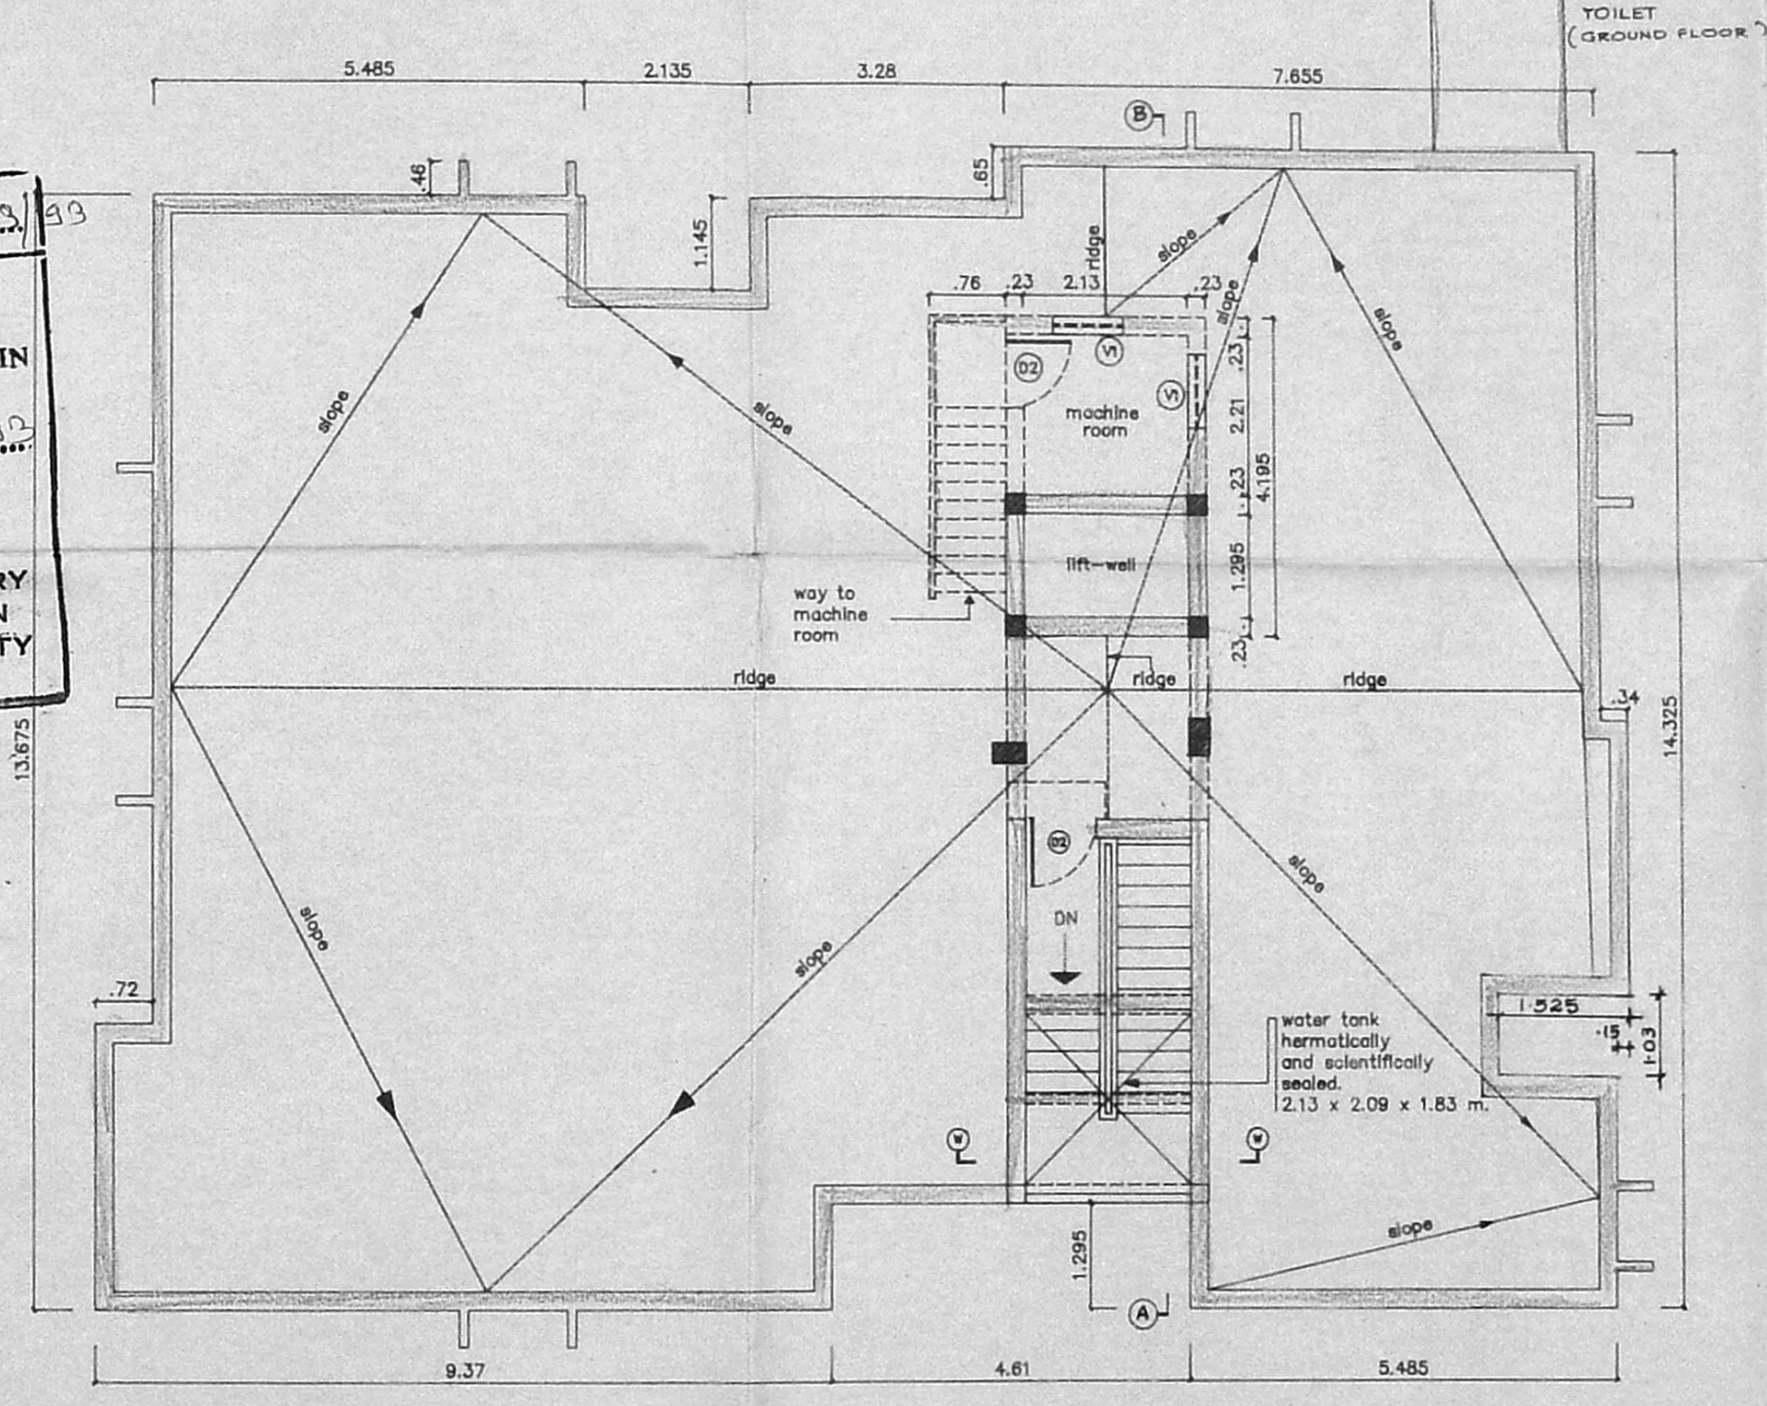 TOILET
(GROUND FLOOR)
5.485
2.135
3.28
7.655
B
.46
.65
93
1.145
ridge
slope
.76
.23
2.13
.23
slope
slope
IN
D2
V1
V1
.23
slope
slope
machine
room
2.21
.23
4.195
lift-well
1.295
RY
N
TY
way to
machine
room
.23
ridge
ridge
ridge
.34
13.675
14.325
D2
slope
slope
DN
slope
.72
1.525
.15
1.03
water tank
hermatically
and scientifically
sealed.
2.13 x 2.09 x 1.83 m.
W
W
slope
1.295
A
9.37
4.61
5.485